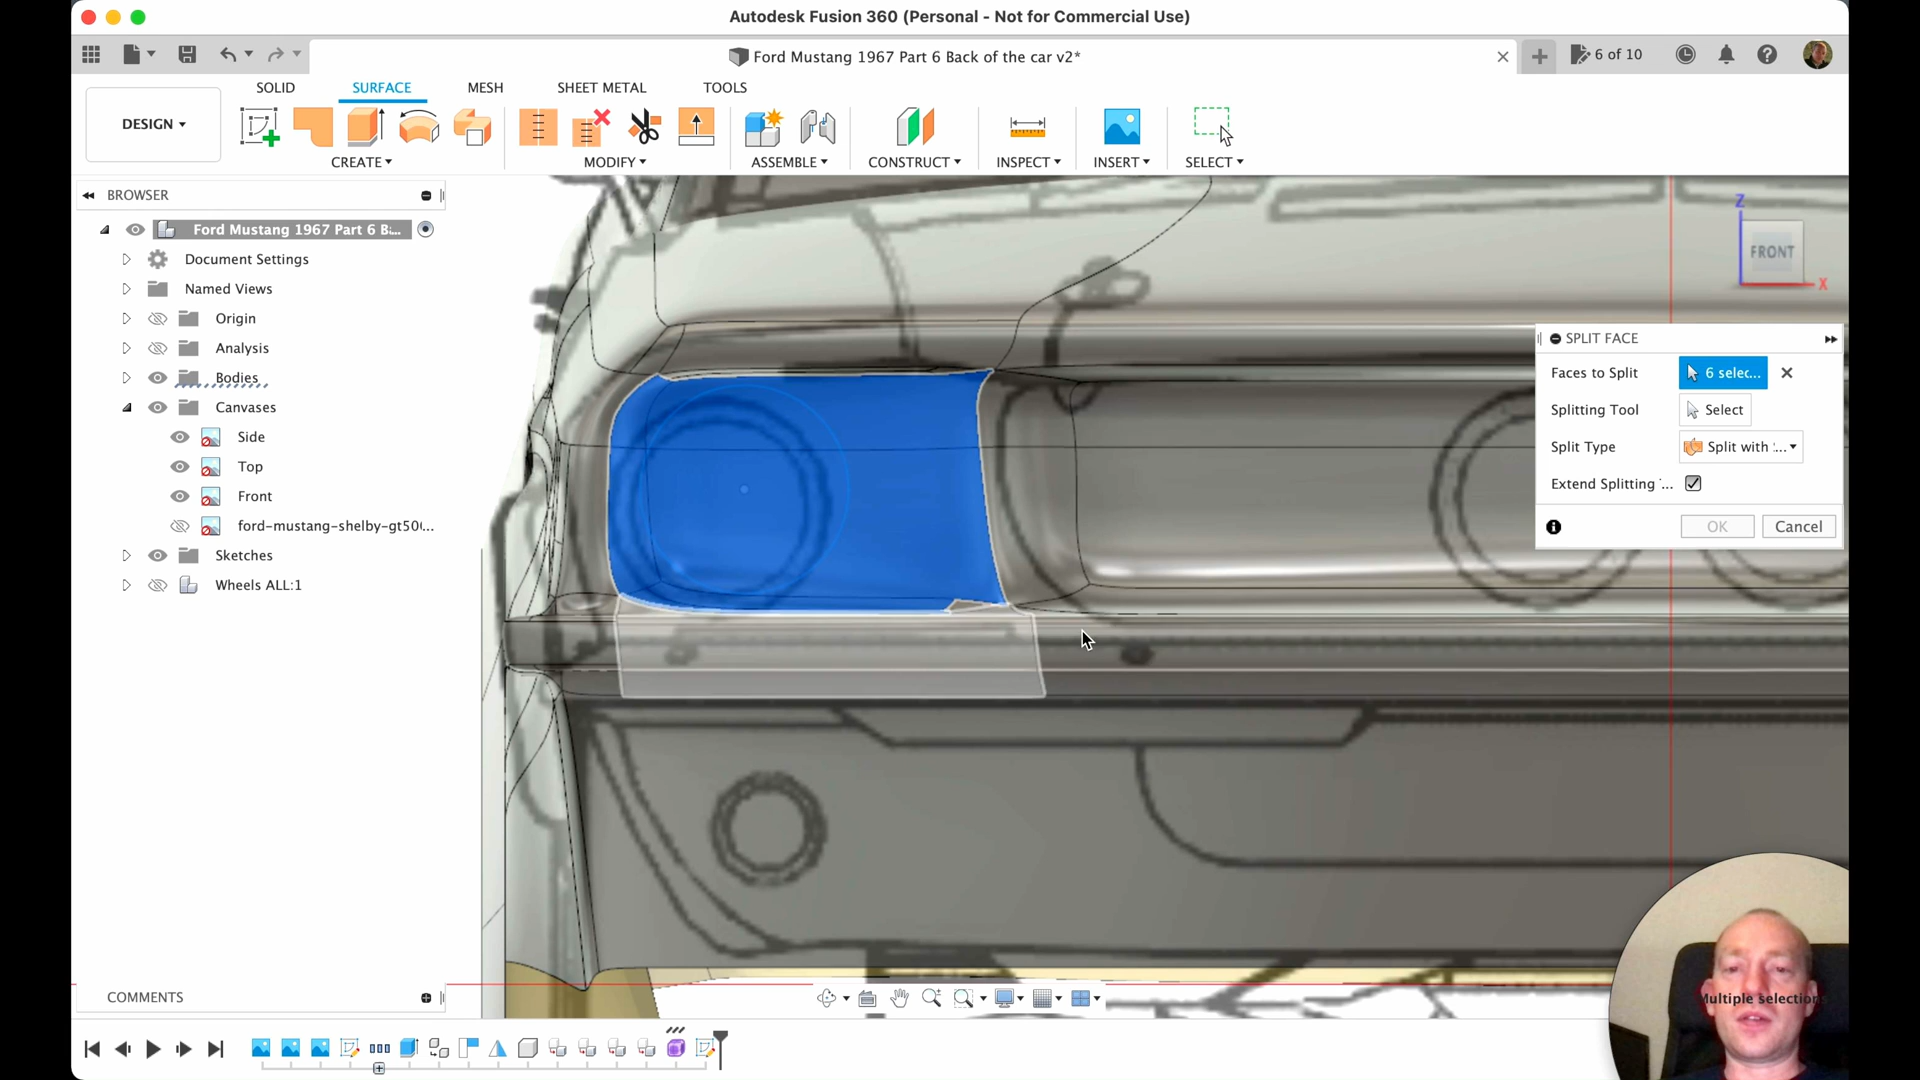 Autodesk Fusion 360 (Personal - Not for Commercial Use)
Ford Mustang 1967 Part 6 Back of the car v2*
6 of 10
SOLID SURFACE MESH SHEET METAL TOOLS
DESIGN
CREATE MODIFY ASSEMBLE CONSTRUCT INSPECT INSERT SELECT
BROWSER
Ford Mustang 1967 Part 6 B...
Document Settings
Named Views
Origin
Analysis
Bodies
Canvases
Side
Top
Front
ford-mustang-shelby-gt50(...
Sketches
Wheels ALL:1
Z
FRONT
X
SPLIT FACE
Faces to Split 6 selec...
Splitting Tool Select
Split Type Split with ...
Extend Splitting ...
OK Cancel
Multiple selection
COMMENTS